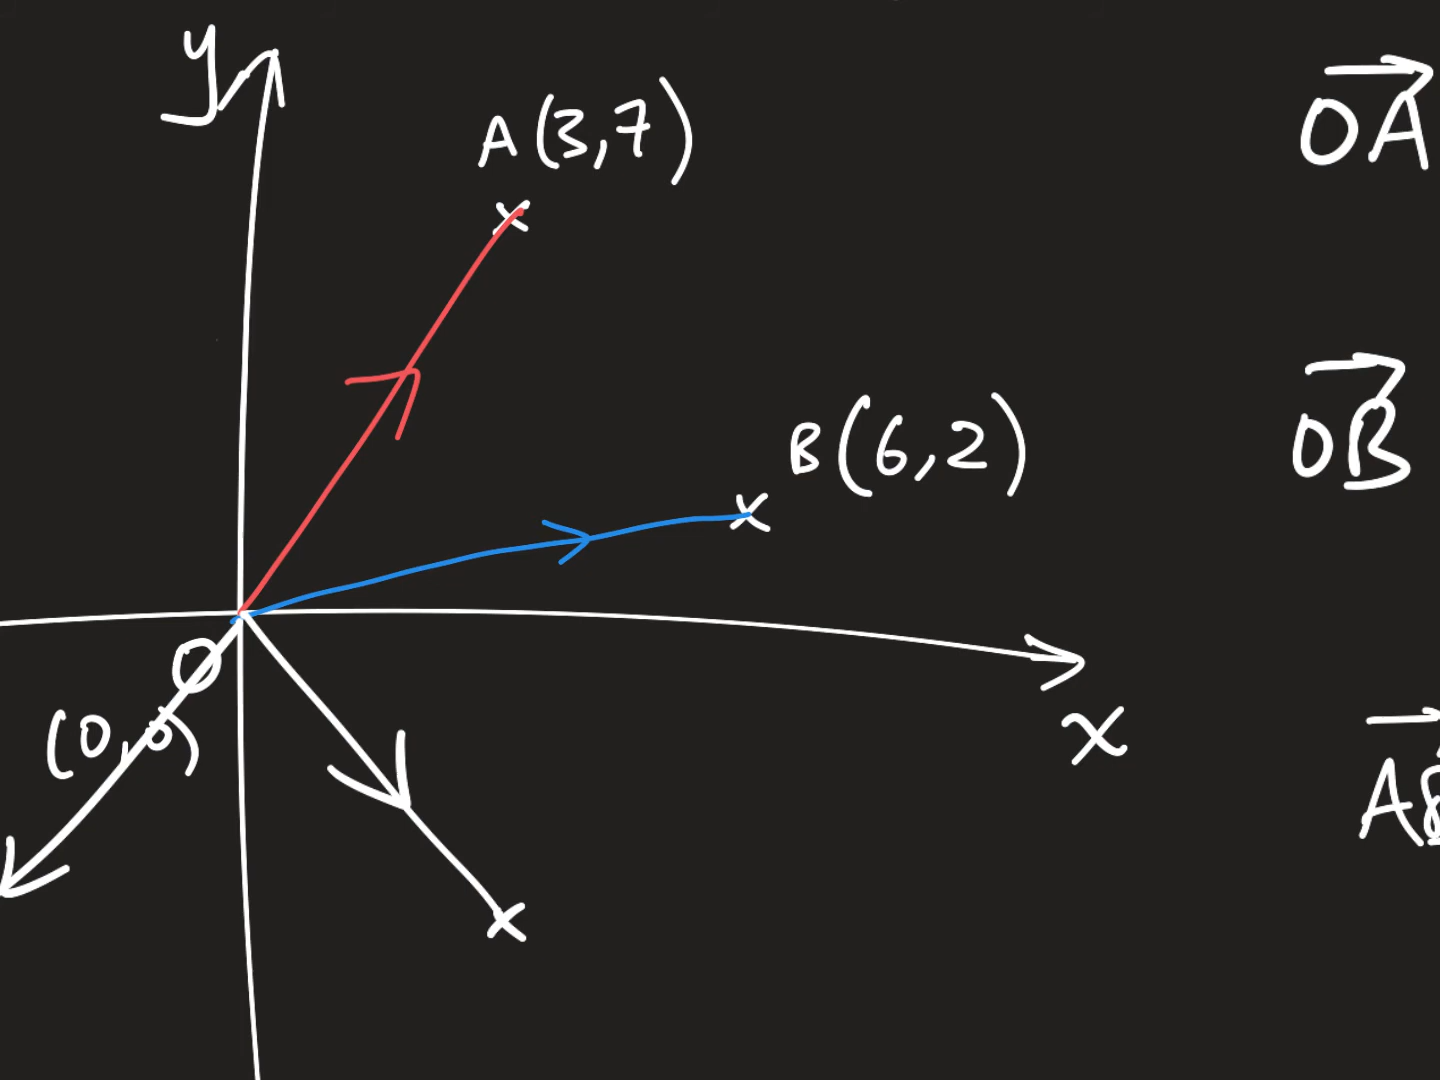 y
A(3,7)
OA
B(6,2)
OB
O
(0,0)
x
AB